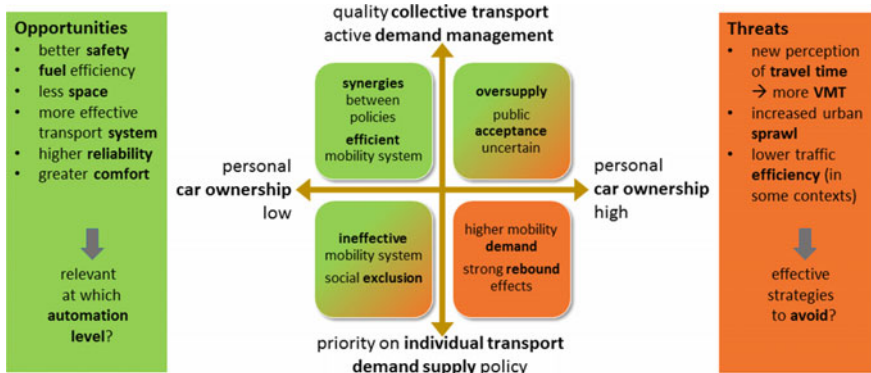 Opportunities
• better safety
• fuel efficiency
• less space
• more effective
transport system
• higher reliability
• greater comfort
relevant
at which
automation
level?
quality collective transport
active demand management
synergies
between
policies
efficient
mobility system
oversupply
public
acceptance
uncertain
personal
car ownership
low
personal
car ownership
high
ineffective
mobility system
social exclusion
higher mobility
demand
strong rebound
effects
priority on individual transport
demand supply policy
Threats
• new perception
of travel time
→ more VMT
• increased urban
sprawl
• lower traffic
efficiency (in
some contexts)
effective
strategies
to avoid?